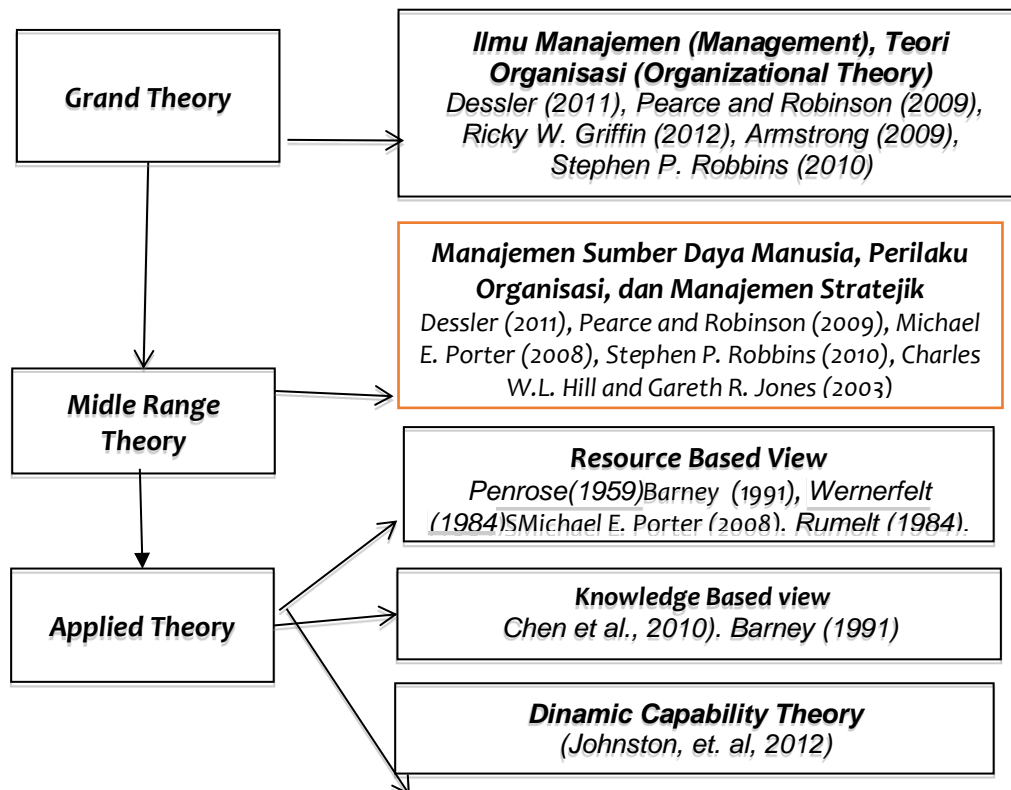 Grand Theory
Ilmu Manajemen (Management), Teori
Organisasi (Organizational Theory)
Dessler (2011), Pearce and Robinson (2009),
Ricky W. Griffin (2012), Armstrong (2009),
Stephen P. Robbins (2010)
Manajemen Sumber Daya Manusia, Perilaku
Organisasi, dan Manajemen Stratejik
Dessler (2011), Pearce and Robinson (2009), Michael
E. Porter (2008), Stephen P. Robbins (2010), Charles
W.L. Hill and Gareth R. Jones (2003)
Midle Range
Theory
Resource Based View
Penrose(1959)Barney (1991), Wernerfelt
(1984)SMichael E. Porter (2008). Rumelt (1984).
Applied Theory
Knowledge Based view
Chen et al., 2010). Barney (1991)
Dinamic Capability Theory
(Johnston, et. al, 2012)